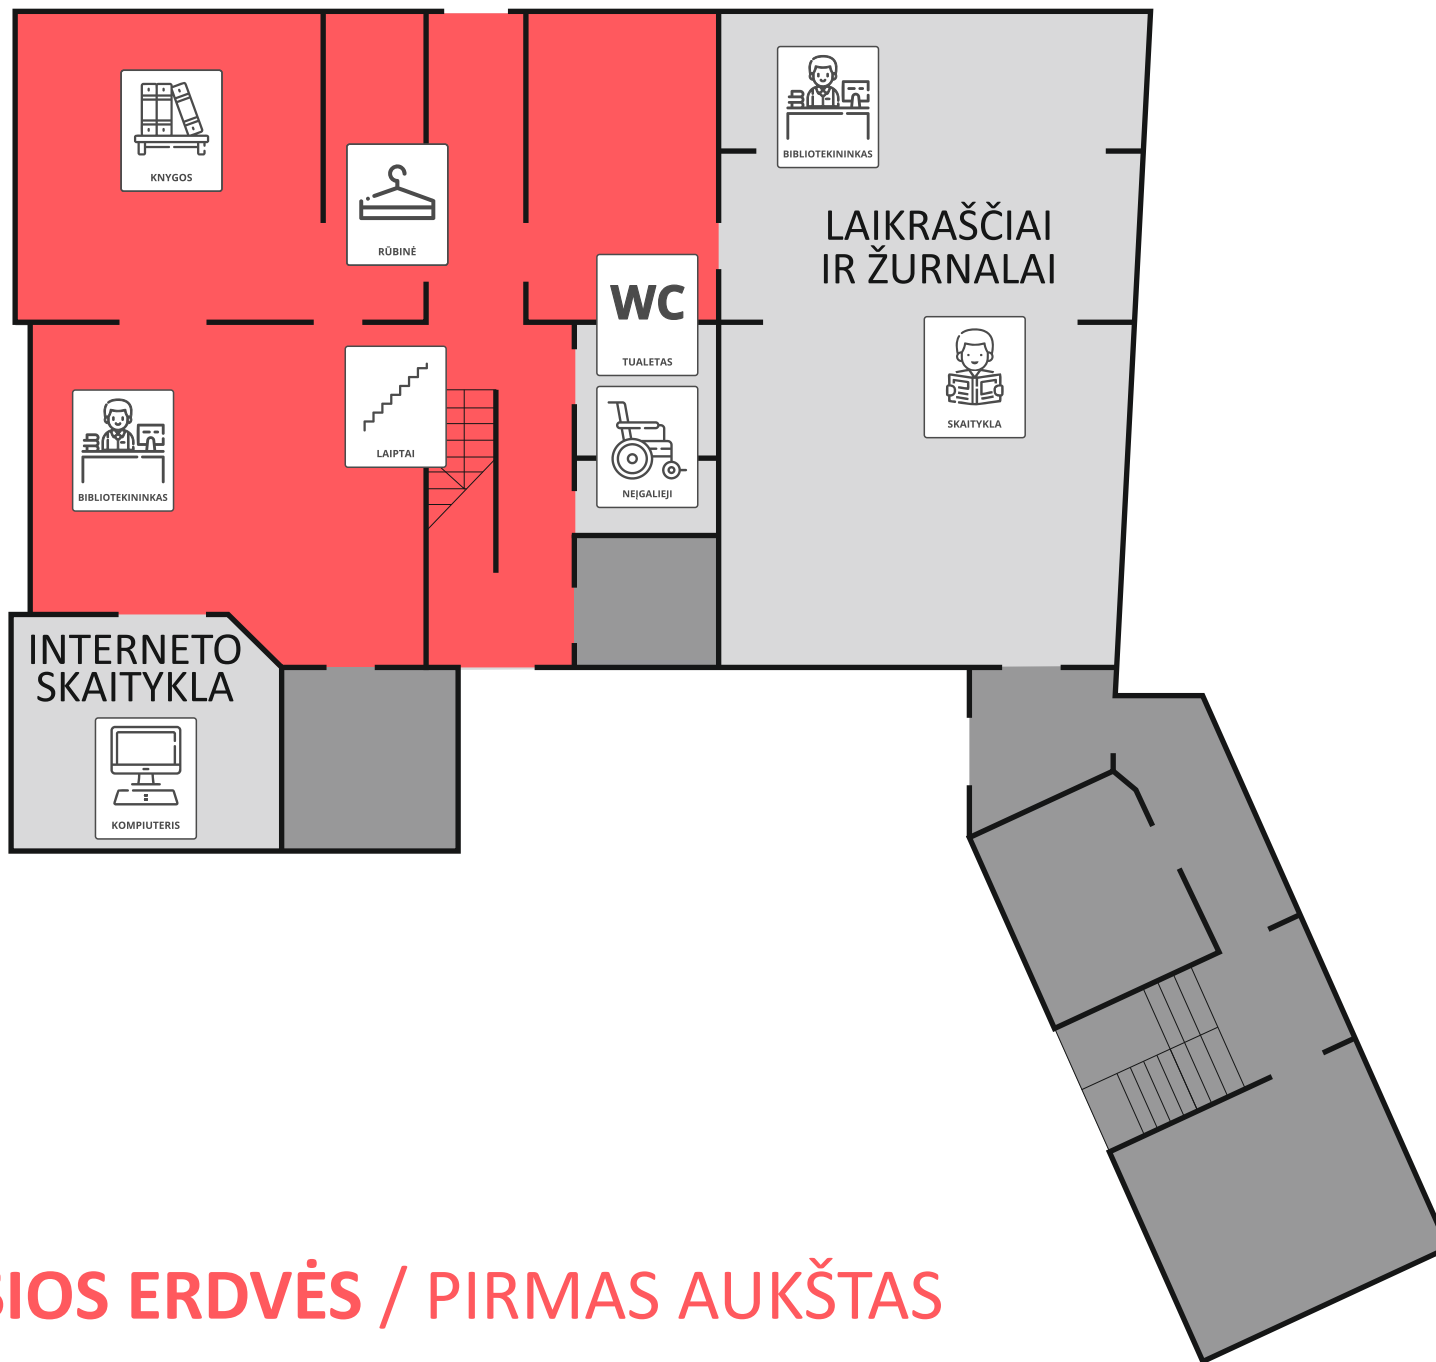 KNYGOS
RŪBINĖ
BIBLIOTEKININKAS
LAIKRAŠČIAI
IR ŽURNALAI
WC
TUALETAS
SKAITYKLA
LAIPTAI
BIBLIOTEKININKAS
NEĮGALIEJI
INTERNETO
SKAITYKLA
KOMPIUTERIS
SIOS ERDVĖS / PIRMAS AUKŠTAS